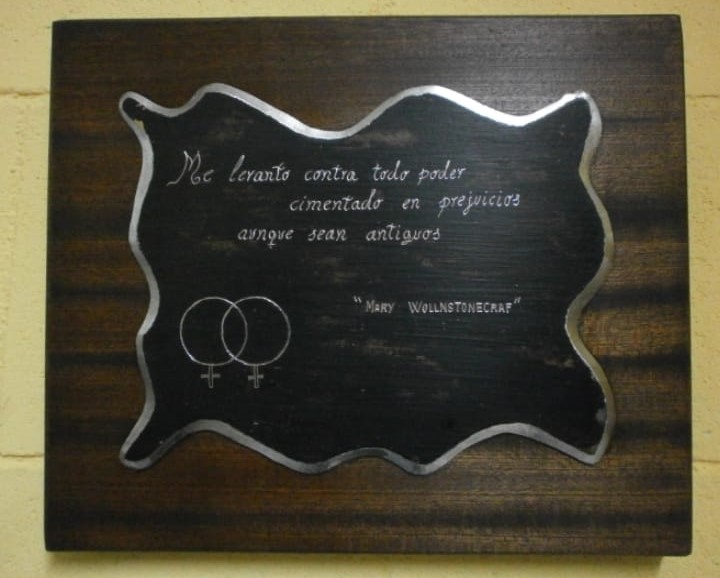 Me levanto contra todo poder
cimentado en prejuicios
aunque sean antiguos
"MARY WOLLNSTONECRAF"